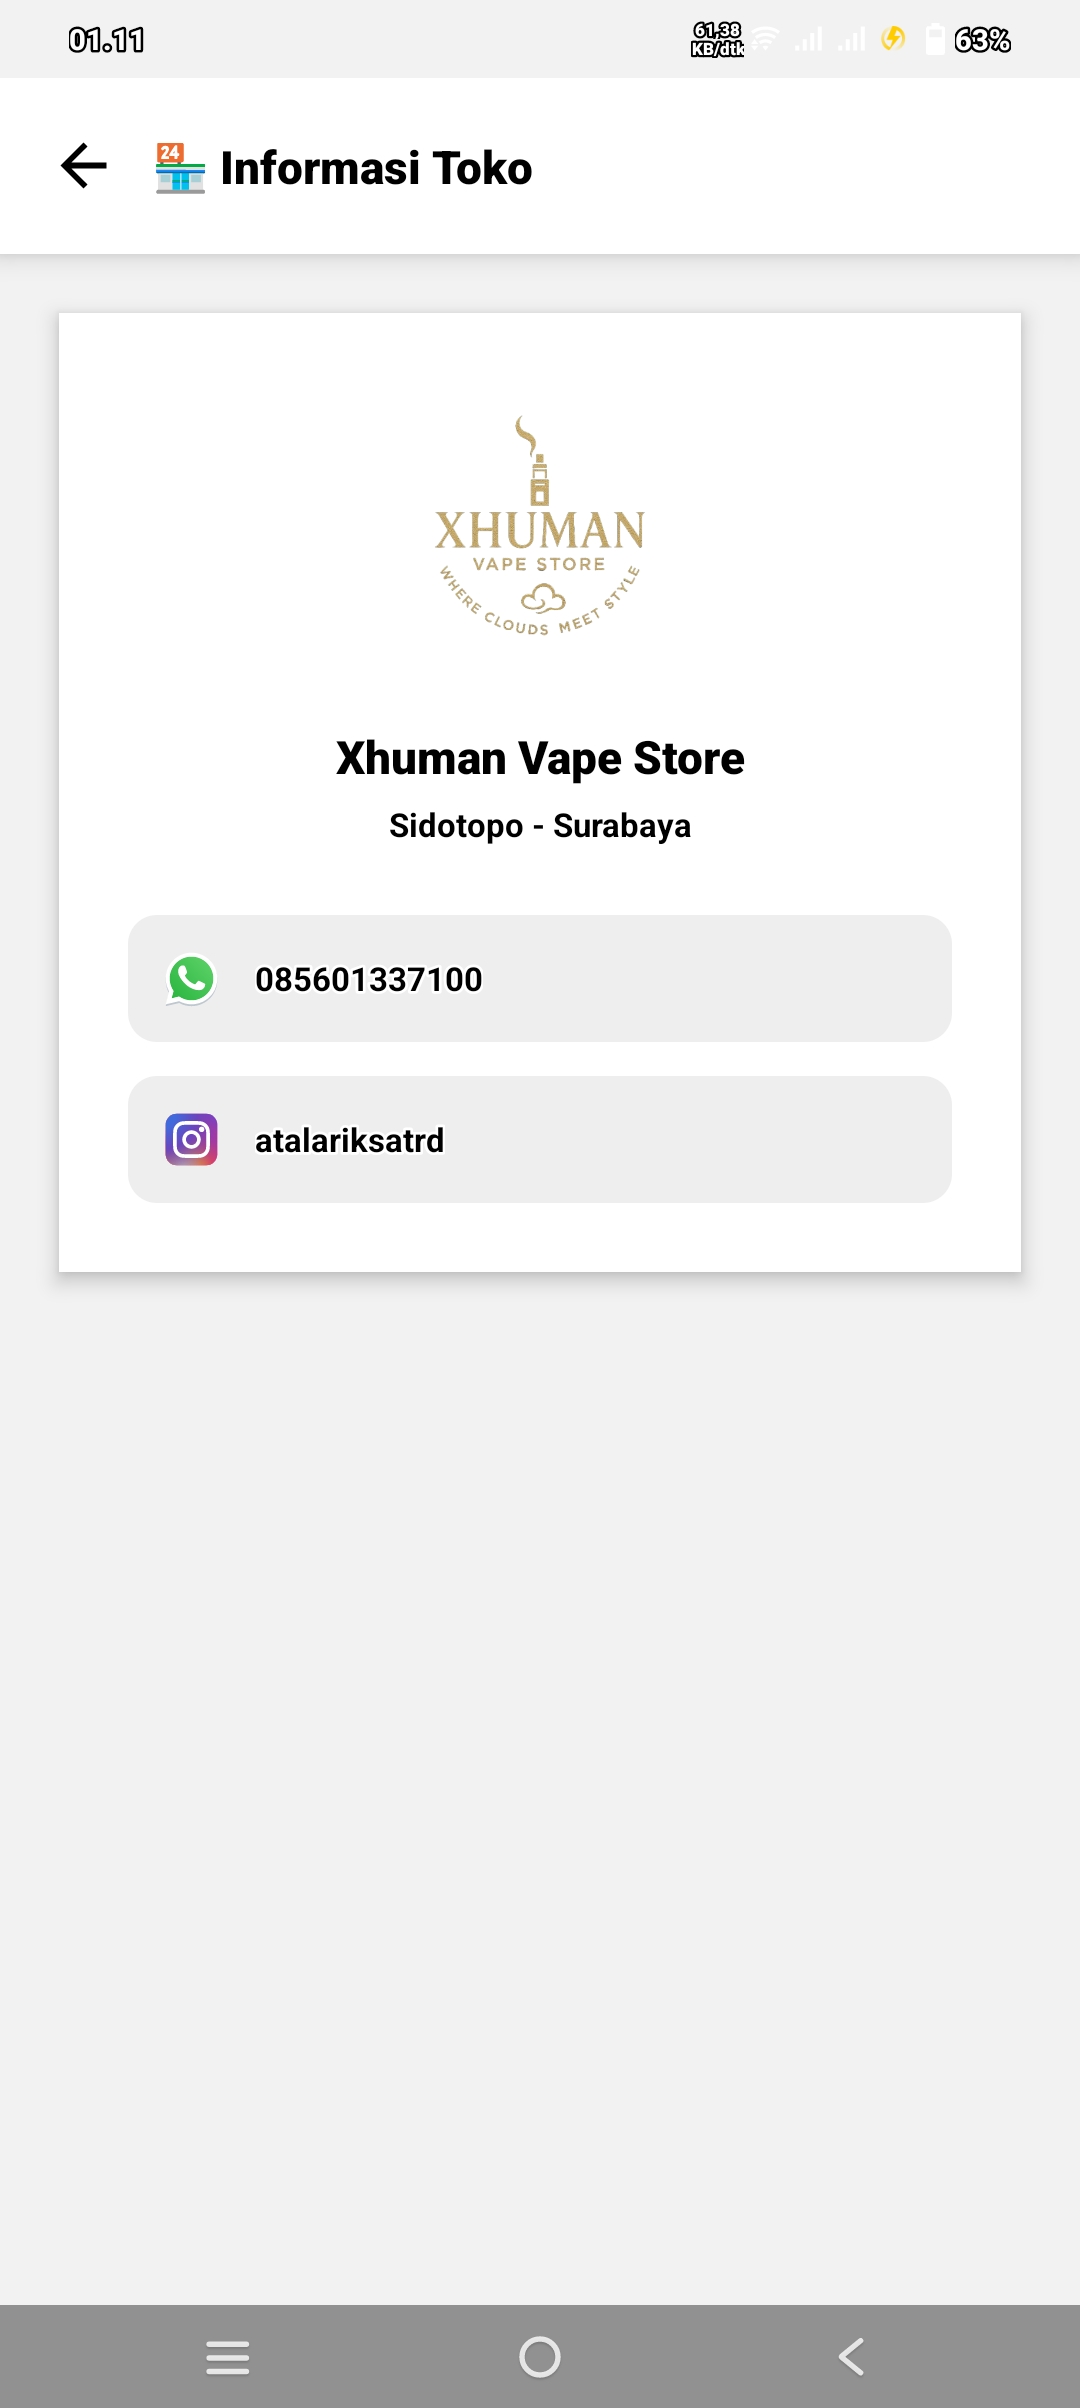 01.11
61,38
KB/dtk
63%
24
Informasi Toko
XHUMAN
VAPE STORE
WHERE CLOUDS MEET STYLE
Xhuman Vape Store
Sidotopo - Surabaya
085601337100
atalariksatrd